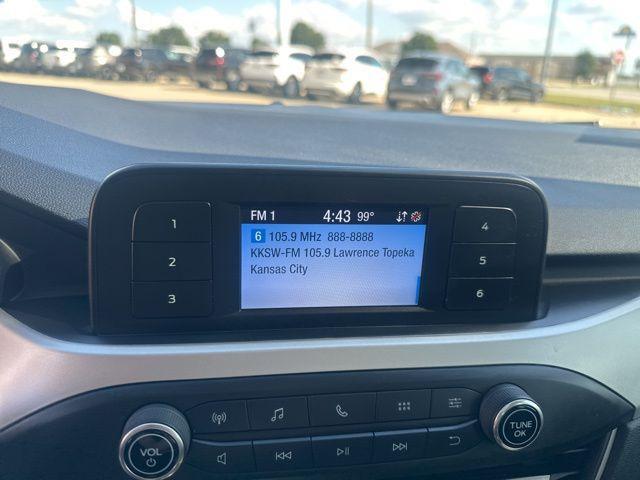 FM 1 4:43 99°
6 105.9 MHz 888-8888
KKSW-FM 105.9 Lawrence Topeka
Kansas City
1
2
3
4
5
6
VOL
TUNE
OK